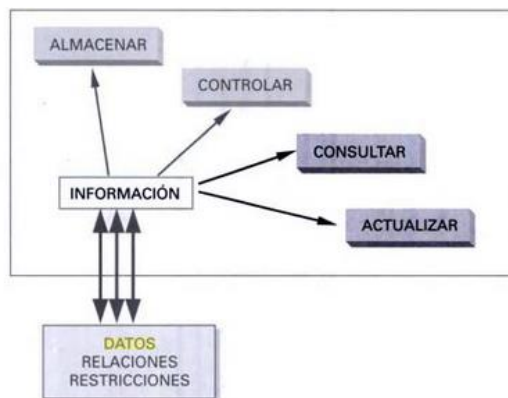 ALMACENAR
CONTROLAR
CONSULTAR
INFORMACIÓN
ACTUALIZAR
DATOS
RELACIONES
RESTRICCIONES